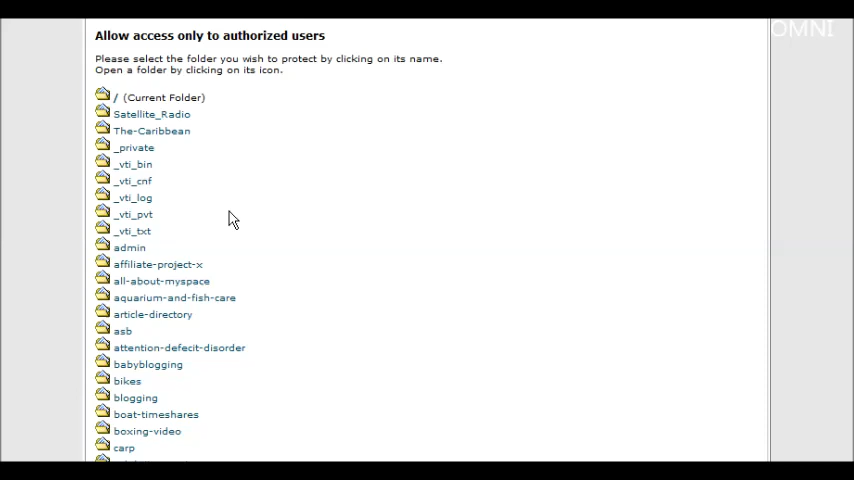 OMNI
Allow access only to authorized users
Please select the folder you wish to protect by clicking on its name.
Open a folder by clicking on its icon.
/ (Current Folder)
Satellite_Radio
The-Caribbean
_private
_vti_bin
_vti_cnf
_vti_log
_vti_pvt
_vti_txt
admin
affiliate-project-x
all-about-myspace
aquarium-and-fish-care
article-directory
asb
attention-defecit-disorder
babyblogging
bikes
blogging
boat-timeshares
boxing-video
carp